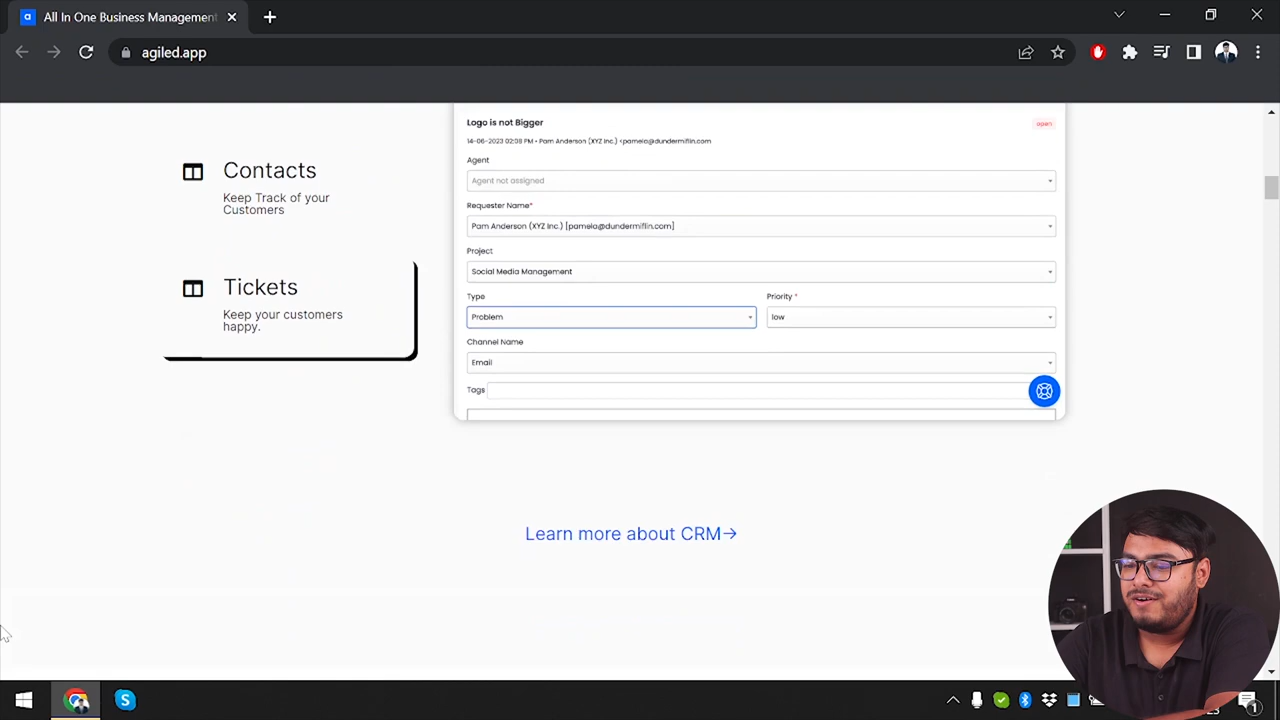 All In One Business Management
agiled.app
Logo is not Bigger
open
14-06-2023 02:09 PM • Pam Anderson (XYZ Inc.) <pamela@dundermiflin.com
Contacts
Keep Track of your
Customers
Agent
Agent not assigned
Requester Name*
Pam Anderson (XYZ Inc.) [pamela@dundermiflin.com]
Project
Social Media Management
Tickets
Keep your customers
happy.
Type
Priority *
Problem
low
Channel Name
Email
Tags
Learn more about CRM→